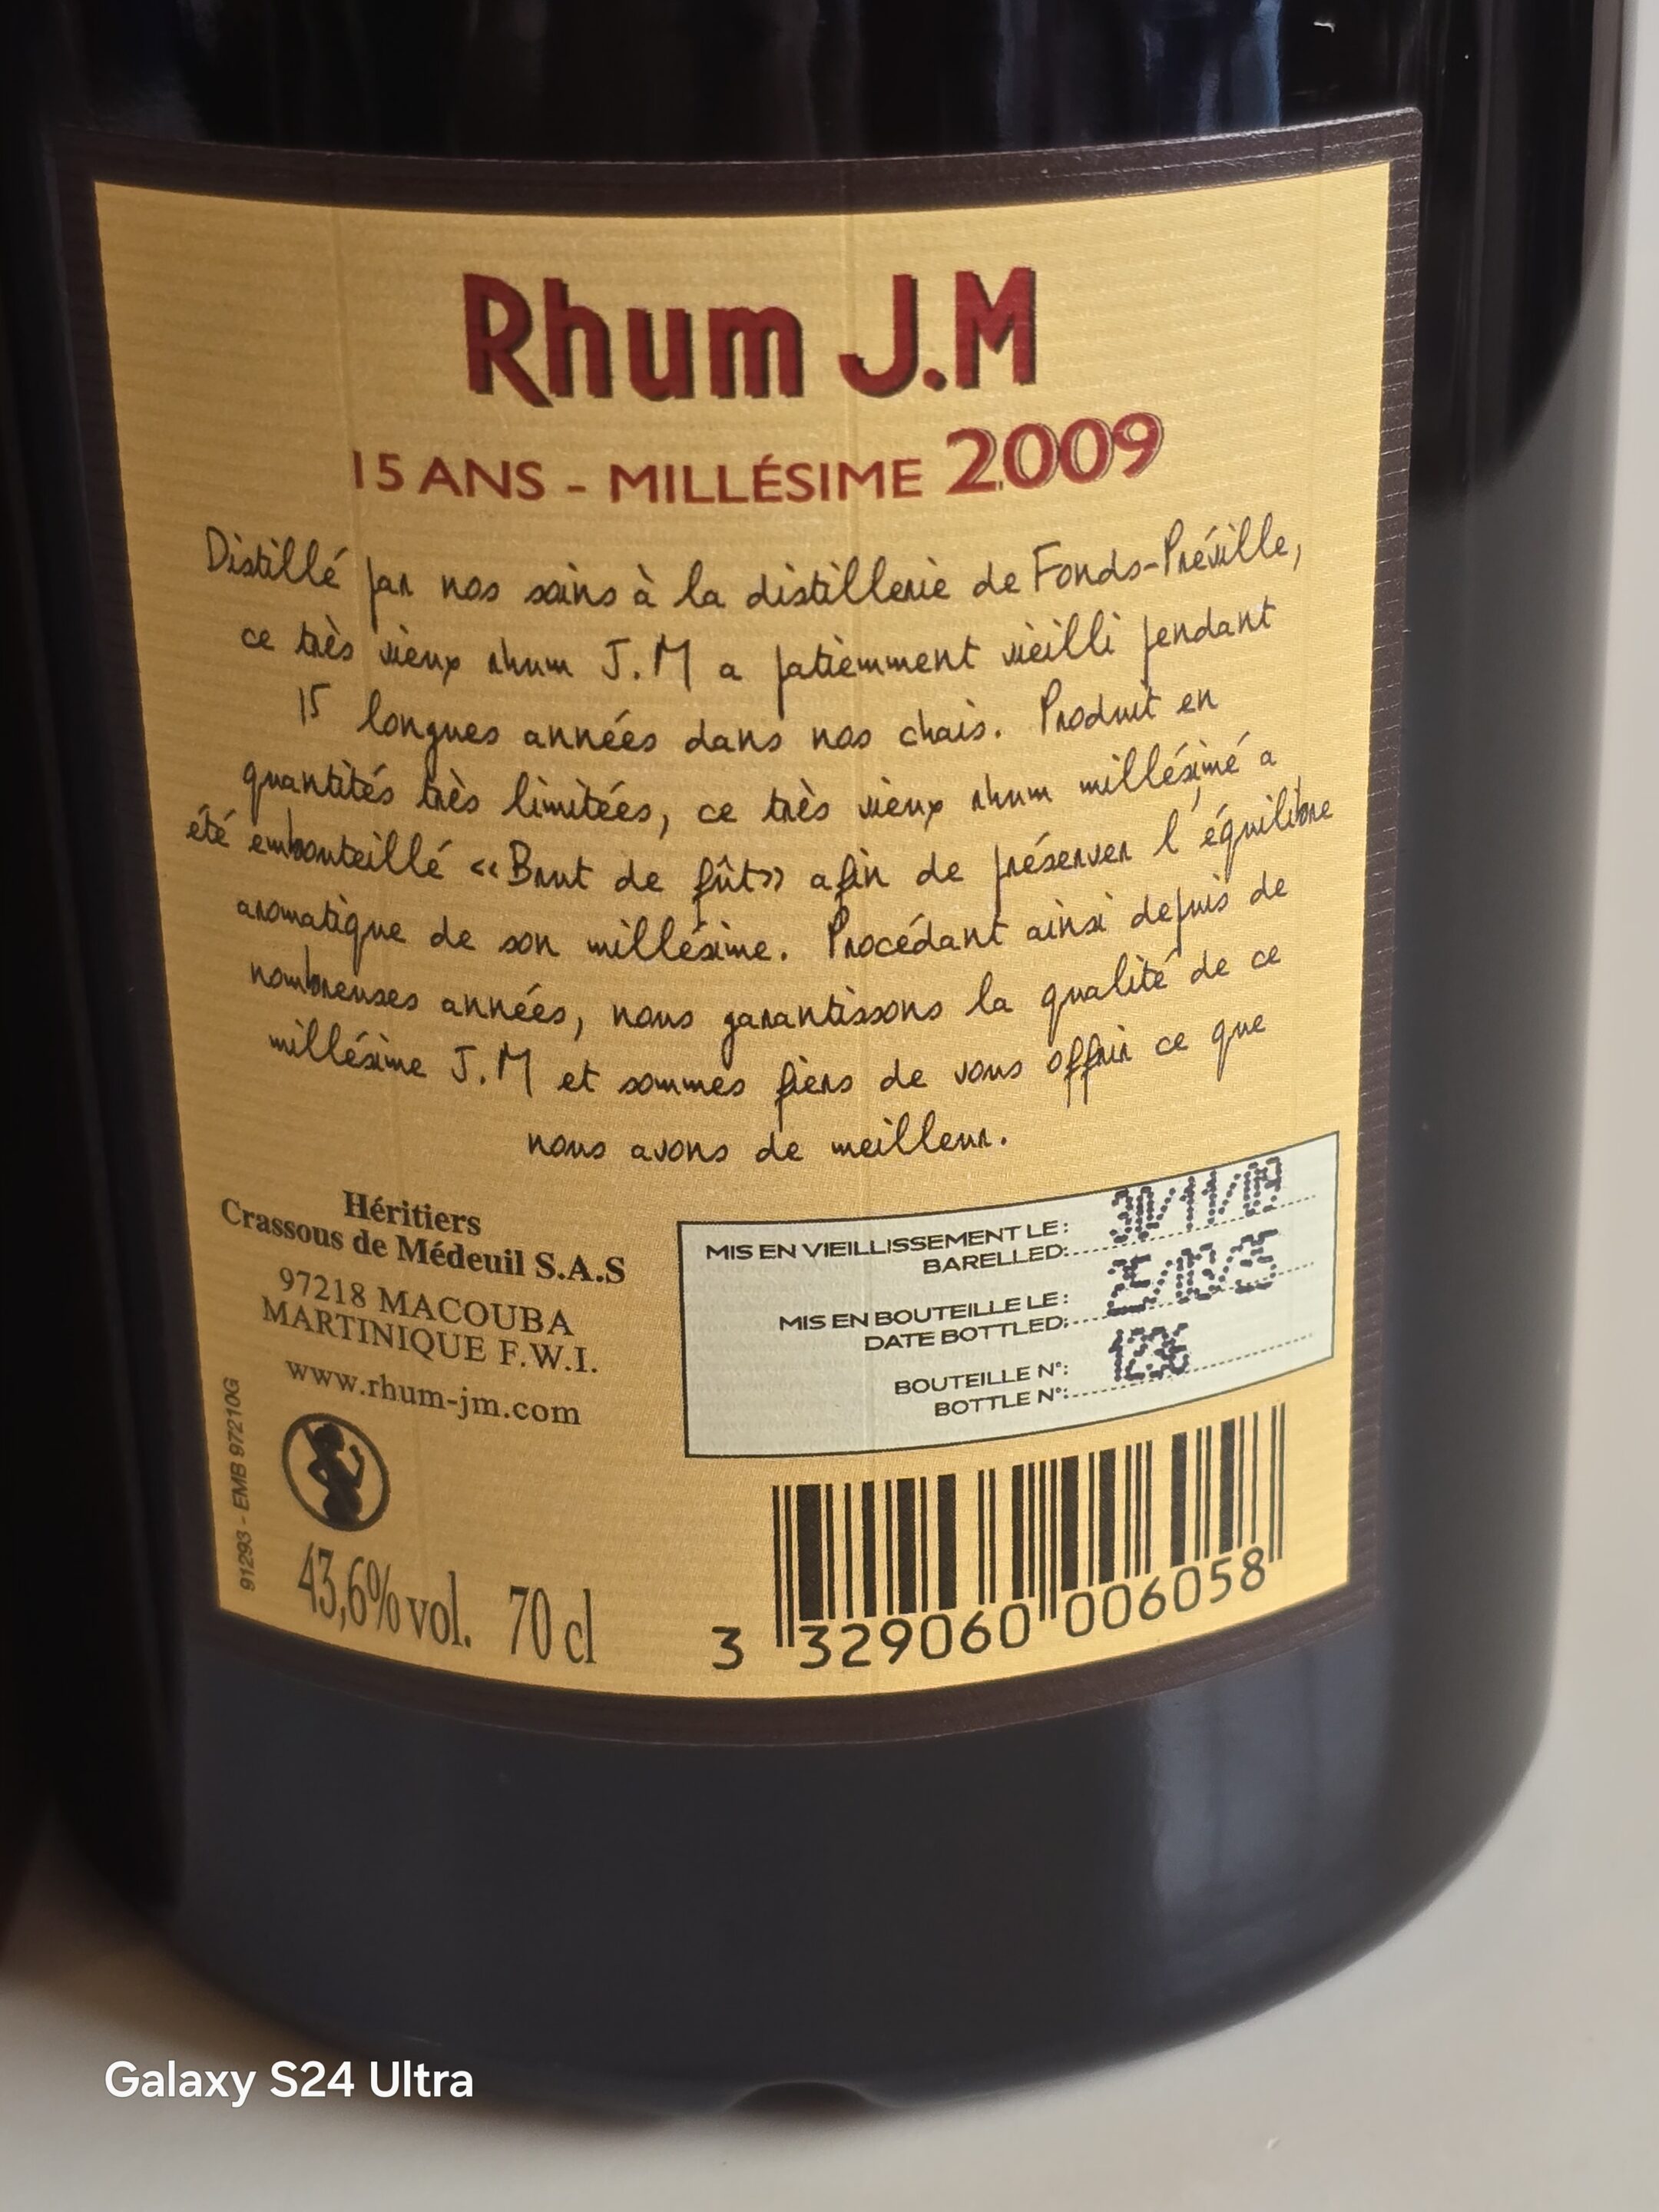 Rhum J.M
15 ANS - MILLÉSIME 2009
Distillé par nos soins à la distillerie de Fonds-Préville,
ce très vieux rhum J.M a patiemment vieilli pendant
15 longues années dans nos chais. Produit en
quantités très limitées, ce très vieux rhum millésimé a
été embouteillé «Brut de fût» afin de préserver l'équilibre
aromatique de son millésime. Procédant ainsi depuis de
nombreuses années, nous garantissons la qualité de ce
millésime J.M et sommes fiers de vous offrir ce que
nous avons de meilleur.
Héritiers
Crassous de Médeuil S.A.S
97218 MACOUBA
MARTINIQUE F.W.I.
www.rhum-jm.com
91293 - EMB 97210G
43,6% vol. 70 cl
MIS EN VIEILLISSEMENT LE :
BARELLED: 30/11/09
MIS EN BOUTEILLE LE :
DATE BOTTLED:
BOUTEILLE N°:
BOTTLE N°:
3 329060 006058
Galaxy S24 Ultra